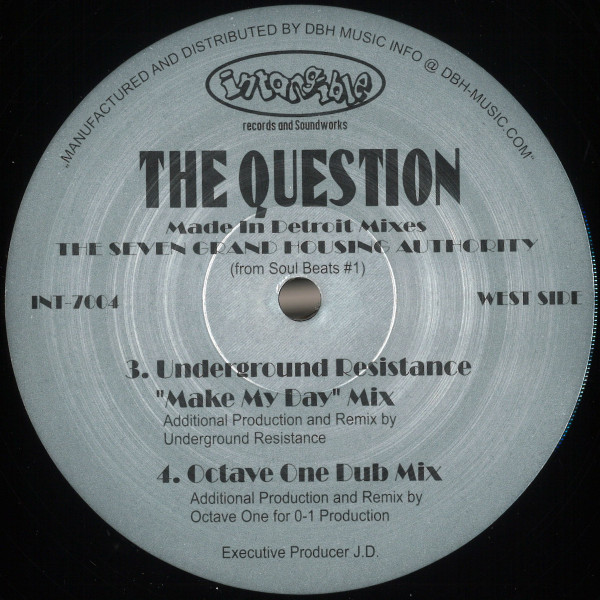 „MANUFACTURED AND DISTRIBUTED BY DBH MUSIC INFO @ DBH-MUSIC.COM“
intangible
records and Soundworks
THE QUESTION
Made In Detroit Mixes
THE SEVEN GRAND HOUSING AUTHORITY
(from Soul Beats #1)
INT-7004
WEST SIDE
3. Underground Resistance
"Make My Day" Mix
Additional Production and Remix by
Underground Resistance
4. Octave One Dub Mix
Additional Production and Remix by
Octave One for 0-1 Production
Executive Producer J.D.